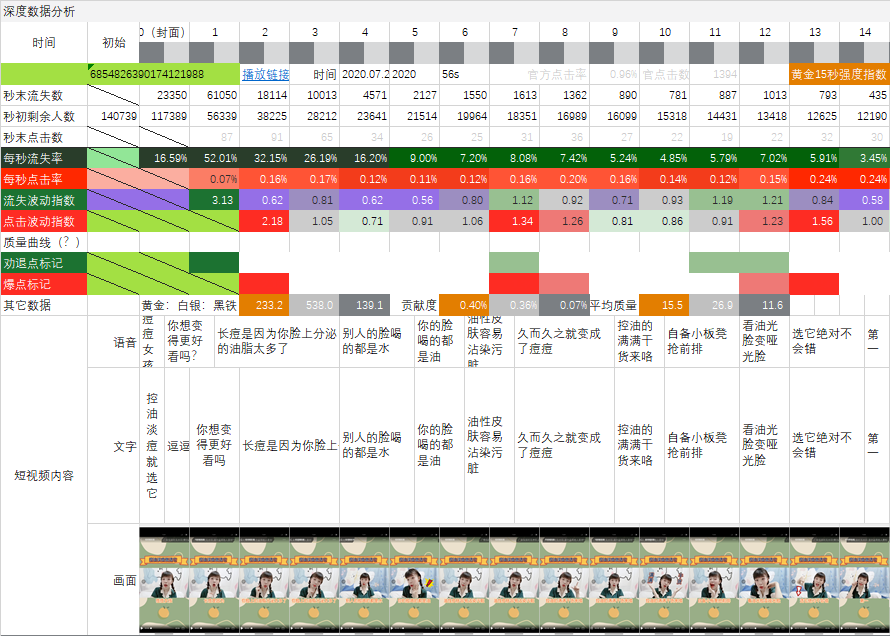 深度数据分析
时间 初始 0（封面） 1 2 3 4 5 6 7 8 9 10 11 12 13 14
6854826390174121988 播放链接 时间 2020.07.2 2020 56s 官方点击率 0.96% 官点击数 1394 黄金15秒强度指数
秒末流失数 23350 61050 18114 10013 4571 2127 1550 1613 1362 890 781 887 1013 793 435
秒初剩余人数 140739 117389 56339 38225 28212 23641 21514 19964 18351 16989 16099 15318 14431 13418 12625 12190
秒末点击数 87 91 65 34 26 25 31 36 27 22 19 22 32 30
每秒流失率 16.59% 52.01% 32.15% 26.19% 16.20% 9.00% 7.20% 8.08% 7.42% 5.24% 4.85% 5.79% 7.02% 5.91% 3.45%
每秒点击率 0.07% 0.16% 0.17% 0.12% 0.11% 0.12% 0.16% 0.20% 0.16% 0.14% 0.12% 0.15% 0.24% 0.24%
流失波动指数 3.13 0.62 0.81 0.62 0.56 0.80 1.12 0.92 0.71 0.93 1.19 1.21 0.84 0.58
点击波动指数 2.18 1.05 0.71 0.91 1.06 1.34 1.26 0.81 0.86 0.91 1.23 1.56 1.00
质量曲线（？）
劝退点标记
爆点标记
其它数据 黄金：白银：黑铁 233.2 538.0 139.1 贡献度 0.40% 0.36% 0.07% 平均质量 15.5 26.9 11.6
短视频内容
语音
痘痘女孩
你想变得更好看吗？
长痘是因为你脸上分泌的油脂太多了
别人的脸喝的都是水
你的脸喝的都是油
油性皮肤容易沾染污脏
久而久之就变成了痘痘
控油的满满干货来咯
自备小板凳抢前排
看油光脸变哑光脸
选它绝对不会错
第一
文字
控油淡痘就选它
逗逗
你想变得更好看吗
长痘是因为你脸上
别人的脸喝的都是水
你的脸喝的都是油
油性皮肤容易沾染污脏
久而久之就变成了痘痘
控油的满满干货来咯
自备小板凳抢前排
看油光脸变哑光脸
选它绝对不会错
第一
画面